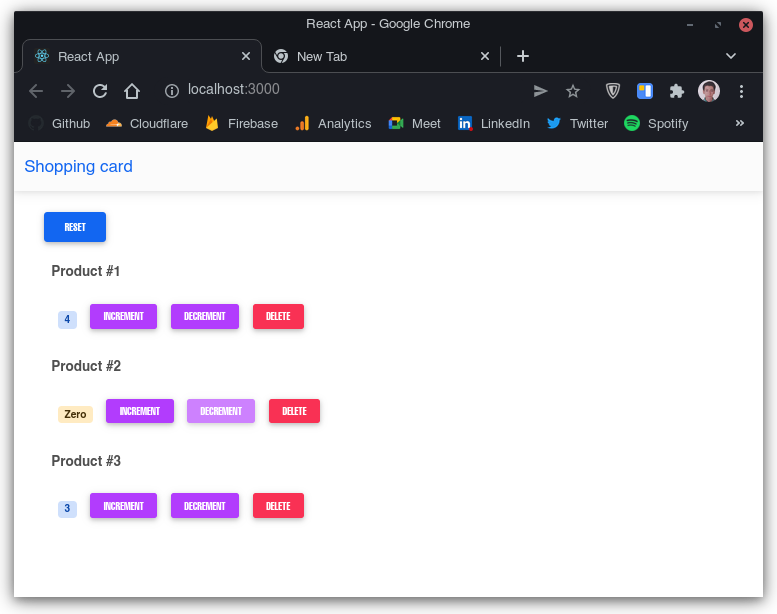 React App - Google Chrome
React App New Tab
localhost:3000
Github Cloudflare Firebase Analytics Meet LinkedIn Twitter Spotify »
Shopping card
RESET
Product #1
4 INCREMENT DECREMENT DELETE
Product #2
Zero INCREMENT DECREMENT DELETE
Product #3
3 INCREMENT DECREMENT DELETE